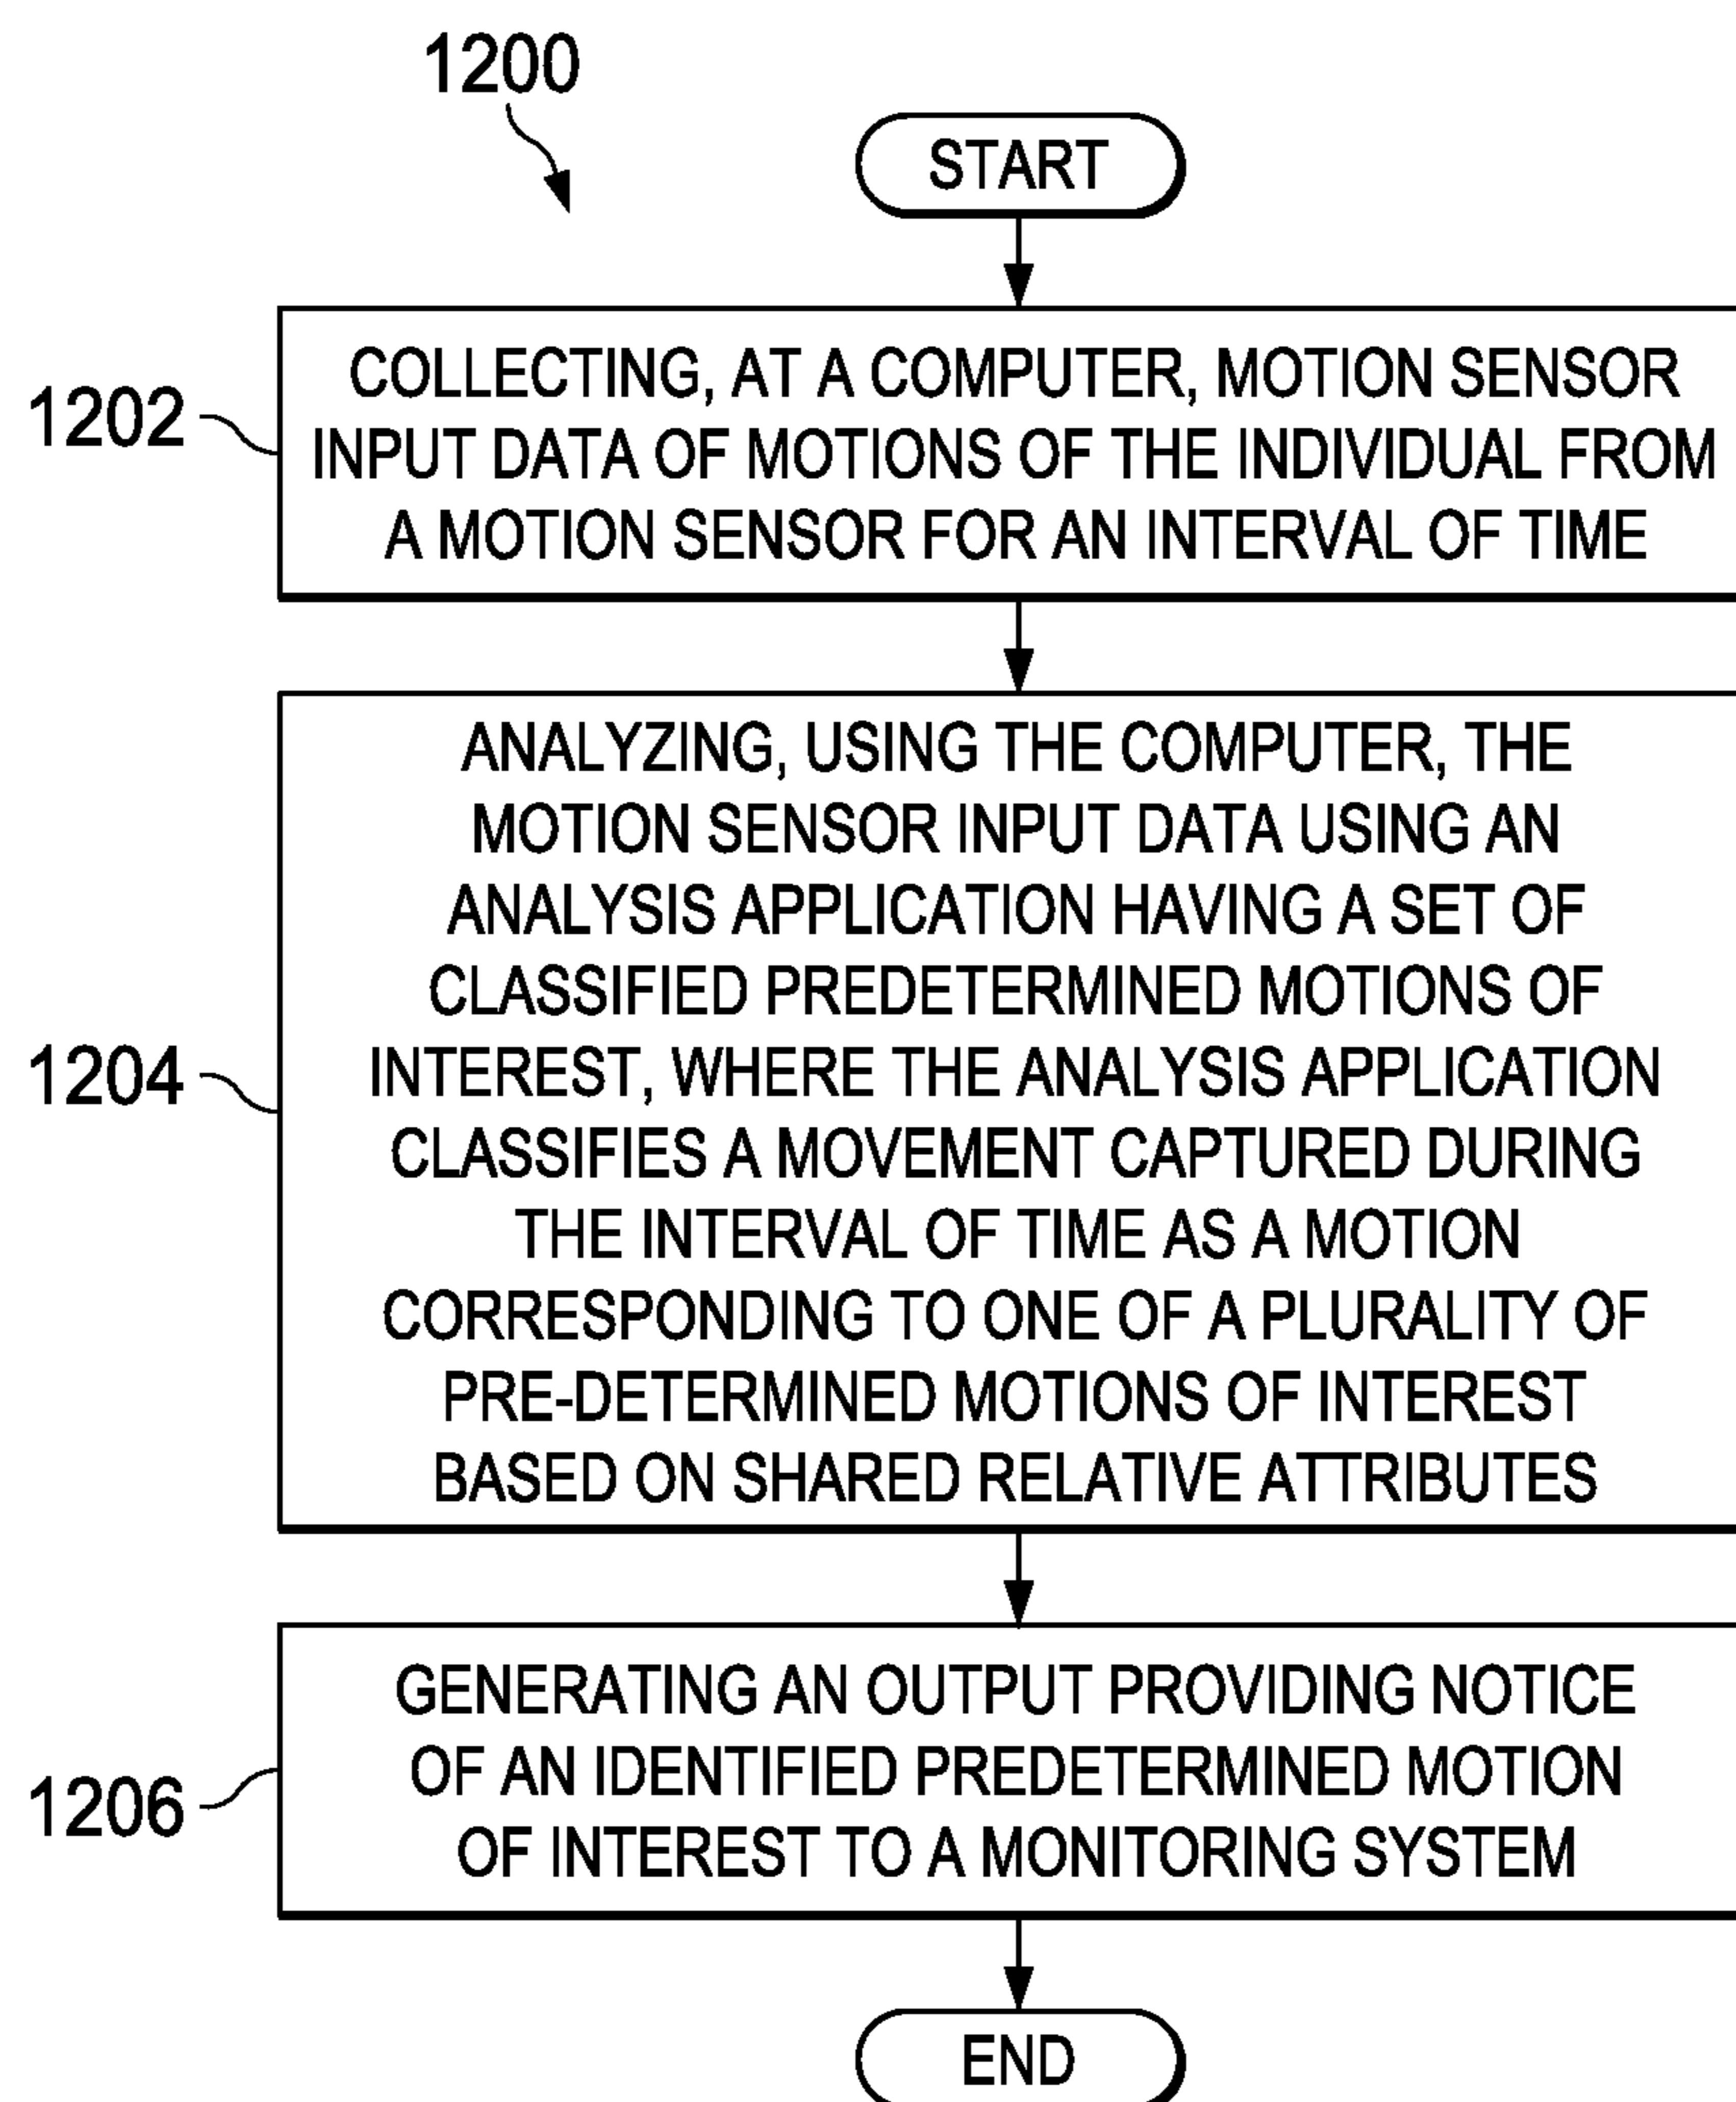 1200
START
1202
COLLECTING, AT A COMPUTER, MOTION SENSOR
INPUT DATA OF MOTIONS OF THE INDIVIDUAL FROM
A MOTION SENSOR FOR AN INTERVAL OF TIME
1204
ANALYZING, USING THE COMPUTER, THE
MOTION SENSOR INPUT DATA USING AN
ANALYSIS APPLICATION HAVING A SET OF
CLASSIFIED PREDETERMINED MOTIONS OF
INTEREST, WHERE THE ANALYSIS APPLICATION
CLASSIFIES A MOVEMENT CAPTURED DURING
THE INTERVAL OF TIME AS A MOTION
CORRESPONDING TO ONE OF A PLURALITY OF
PRE-DETERMINED MOTIONS OF INTEREST
BASED ON SHARED RELATIVE ATTRIBUTES
1206
GENERATING AN OUTPUT PROVIDING NOTICE
OF AN IDENTIFIED PREDETERMINED MOTION
OF INTEREST TO A MONITORING SYSTEM
END